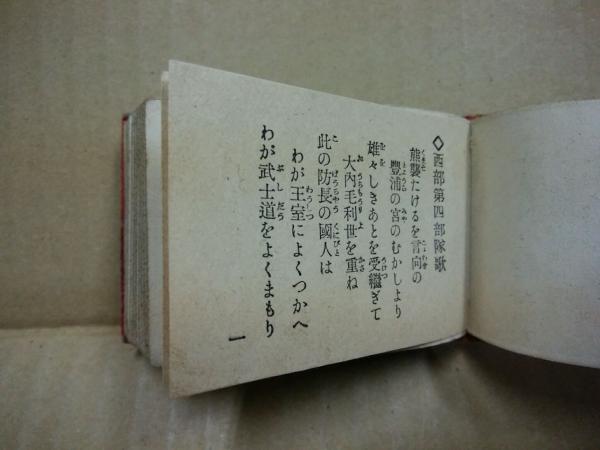 ◇西部第四部隊歌
熊襲たけるを言向の
豐浦の宮のむかしより
雄々しきあとを受繼ぎて
大內毛利世を重ね
此の防長の國人は
わが王室によくつかへ
わが武士道をよくまもり
一